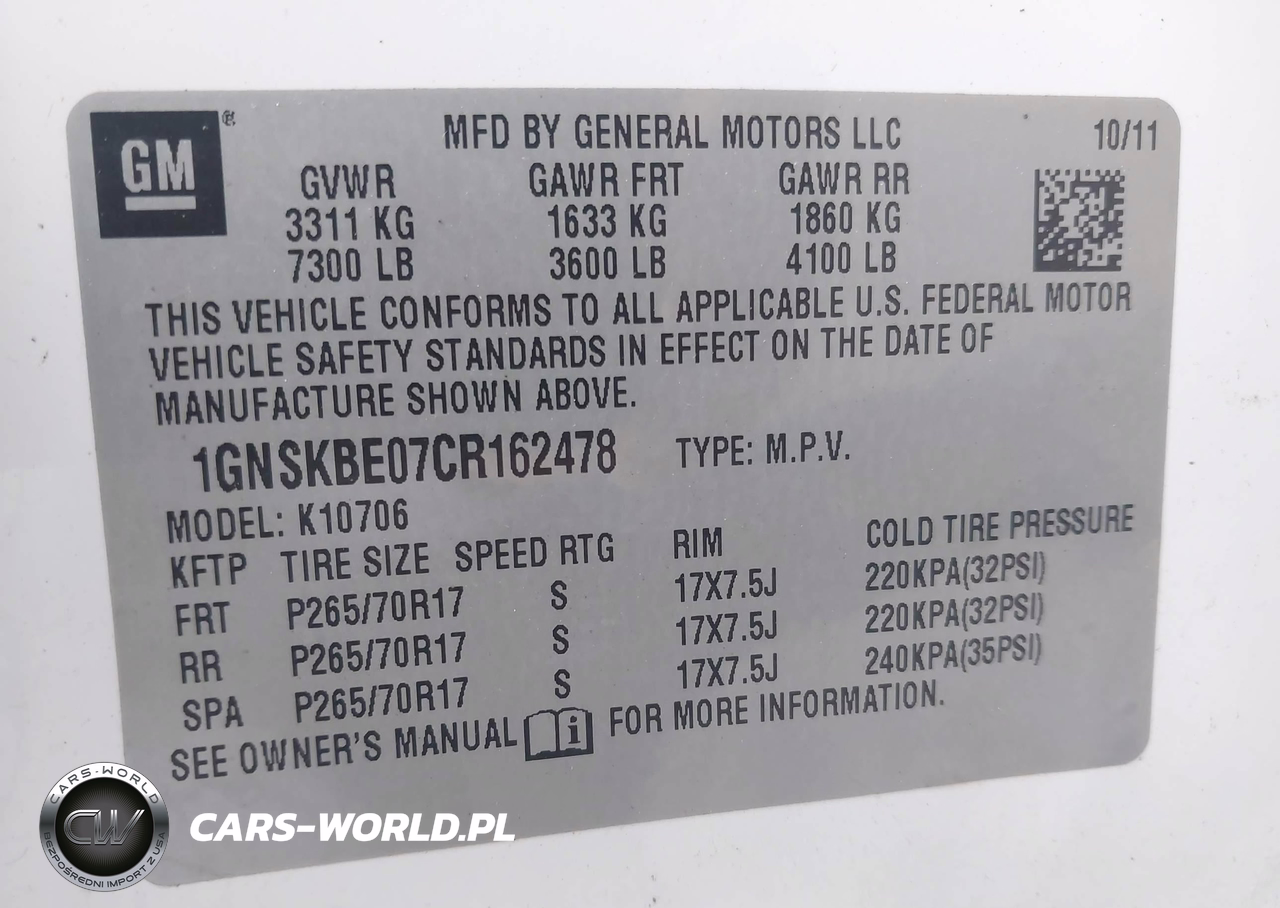 GM ®
MFD BY GENERAL MOTORS LLC 10/11
GVWR GAWR FRT GAWR RR
3311 KG 1633 KG 1860 KG
7300 LB 3600 LB 4100 LB
THIS VEHICLE CONFORMS TO ALL APPLICABLE U.S. FEDERAL MOTOR
VEHICLE SAFETY STANDARDS IN EFFECT ON THE DATE OF
MANUFACTURE SHOWN ABOVE.
1GNSKBE07CR162478 TYPE: M.P.V.
MODEL: K10706
KFTP TIRE SIZE SPEED RTG RIM COLD TIRE PRESSURE
FRT P265/70R17 S 17X7.5J 220KPA(32PSI)
RR P265/70R17 S 17X7.5J 220KPA(32PSI)
SPA P265/70R17 S 17X7.5J 240KPA(35PSI)
SEE OWNER'S MANUAL i FOR MORE INFORMATION.
CARS-WORLD
CW
BEZPOŚREDNI IMPORT Z USA
CARS-WORLD.PL